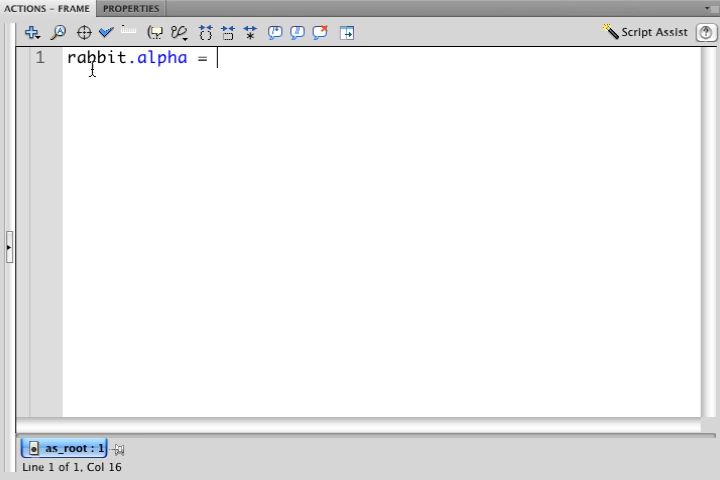 ACTIONS – FRAME PROPERTIES
Script Assist
1 rabbit.alpha =
as_root : 1
Line 1 of 1, Col 16